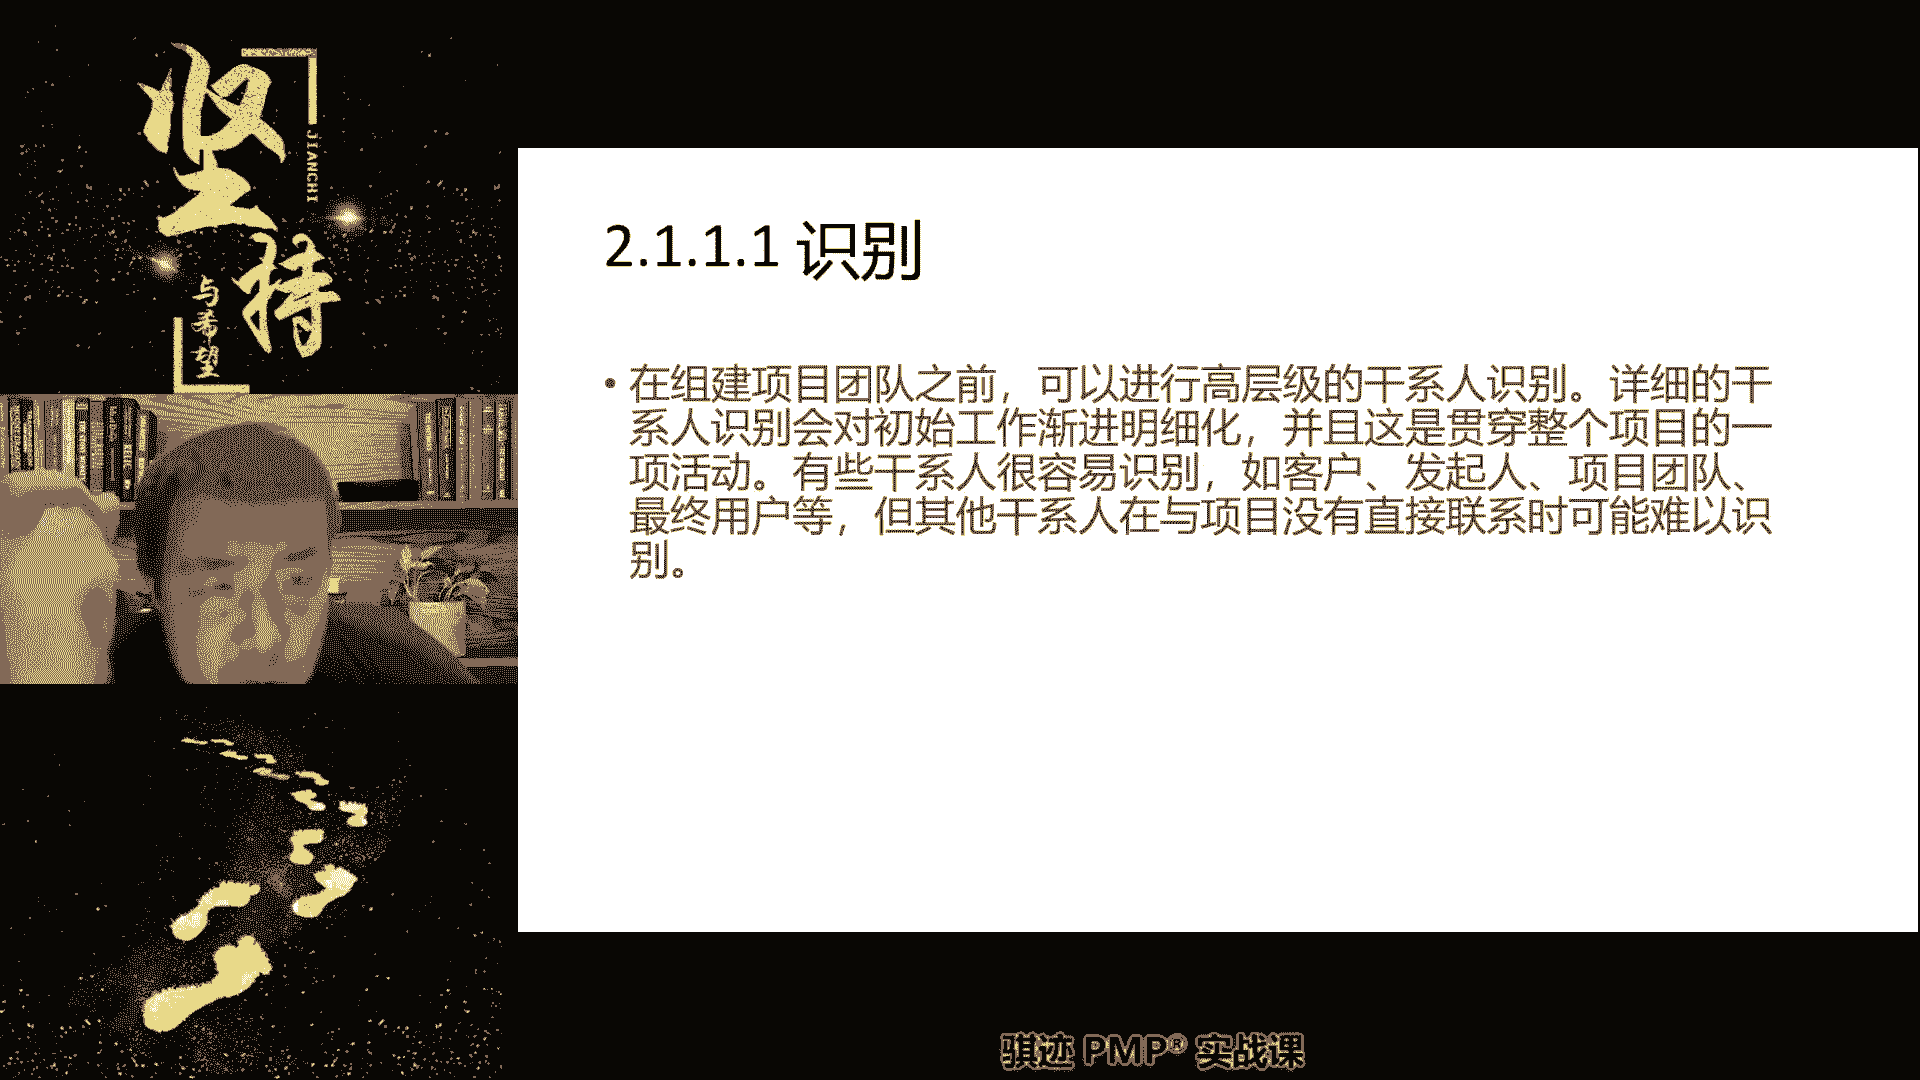 坚持
JIANCHI
与希望
2.1.1.1 识别
• 在组建项目团队之前，可以进行高层级的干系人识别。详细的干
系人识别会对初始工作渐进明细化，并且这是贯穿整个项目的一
项活动。有些干系人很容易识别，如客户、发起人、项目团队、
最终用户等，但其他干系人在与项目没有直接联系时可能难以识
别。
骐迹 PMP® 实战课